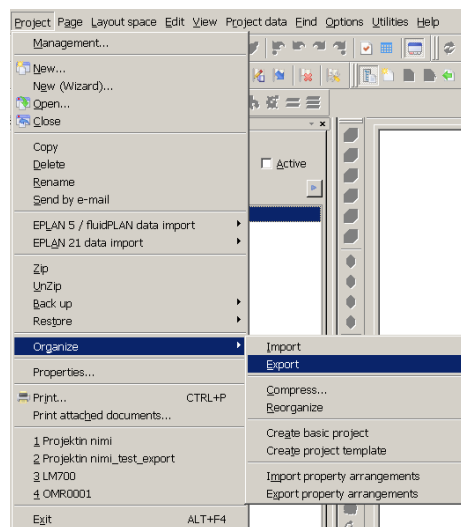 Project Page Layout space Edit View Project data Find Options Utilities Help
Management...
New...
New (Wizard)...
Open...
Close
Copy
Delete
Rename
Send by e-mail
Active
EPLAN 5 / fluidPLAN data import
EPLAN 21 data import
Zip
UnZip
Back up
Restore
Organize
Import
Export
Properties...
Compress...
Print... CTRL+P
Reorganize
Print attached documents...
Create basic project
1 Projektin nimi
Create project template
2 Projektin nimi_test_export
3 LM700
Import property arrangements
4 OMR0001
Export property arrangements
Exit ALT+F4